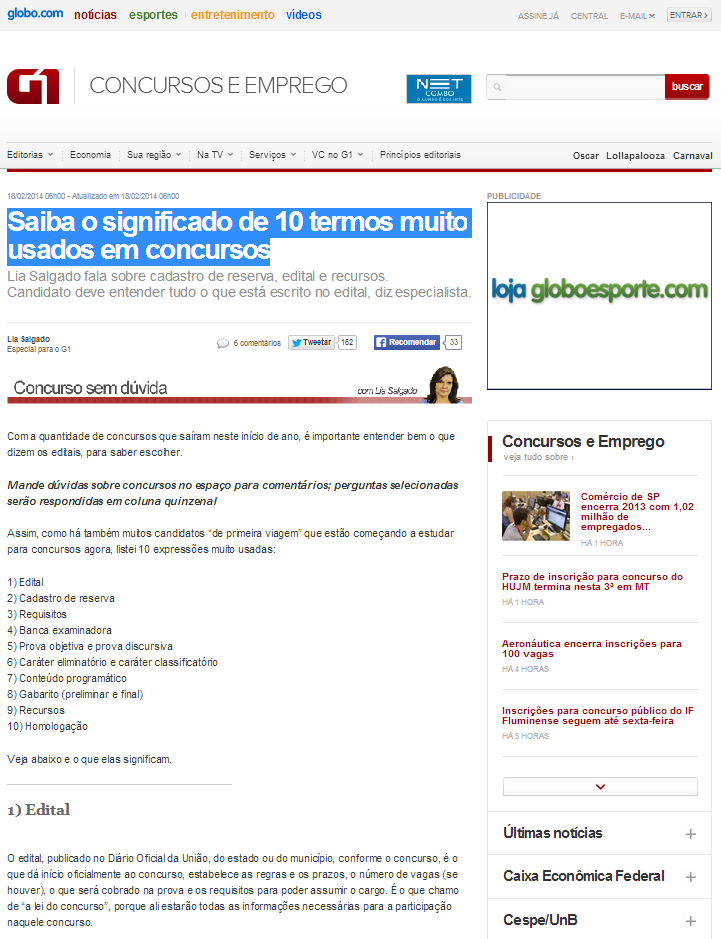 globo.com notícias esportes entretenimento vídeos ASSINE JÁ CENTRAL E-MAIL ENTRAR ›
G1 CONCURSOS E EMPREGO NET COMBO O MUNDO É DOS NETS buscar
Editorias Economia Sua região Na TV Serviços VC no G1 Princípios editoriais Oscar Lollapalooza Carnaval
18/02/2014 06h00 - Atualizado em 18/02/2014 06h00
Saiba o significado de 10 termos muito
usados em concursos
Lia Salgado fala sobre cadastro de reserva, edital e recursos.
Candidato deve entender tudo o que está escrito no edital, diz especialista.
Lia Salgado
Especial para o G1
6 comentários Tweetar 162 Recomendar 33
Concurso sem dúvida com Lia Salgado
Com a quantidade de concursos que saíram neste início de ano, é importante entender bem o que
dizem os editais, para saber escolher.
Mande dúvidas sobre concursos no espaço para comentários; perguntas selecionadas
serão respondidas em coluna quinzenal
Assim, como há também muitos candidatos “de primeira viagem” que estão começando a estudar
para concursos agora, listei 10 expressões muito usadas:
1) Edital
2) Cadastro de reserva
3) Requisitos
4) Banca examinadora
5) Prova objetiva e prova discursiva
6) Caráter eliminatório e caráter classificatório
7) Conteúdo programático
8) Gabarito (preliminar e final)
9) Recursos
10) Homologação
Veja abaixo e o que elas significam.
1) Edital
O edital, publicado no Diário Oficial da União, do estado ou do município, conforme o concurso, é o
que dá início oficialmente ao concurso, estabelece as regras e os prazos, o número de vagas (se
houver), o que será cobrado na prova e os requisitos para poder assumir o cargo. É o que chamo
de “a lei do concurso”, porque ali estarão todas as informações necessárias para a participação
naquele concurso.
PUBLICIDADE
loja globoesporte.com
Concursos e Emprego
veja tudo sobre ›
Comércio de SP
encerra 2013 com 1,02
milhão de
empregados...
HÁ 1 HORA
Prazo de inscrição para concurso do
HUJM termina nesta 3ª em MT
HÁ 1 HORA
Aeronáutica encerra inscrições para
100 vagas
HÁ 4 HORAS
Inscrições para concurso público do IF
Fluminense seguem até sexta-feira
HÁ 5 HORAS
Últimas notícias +
Caixa Econômica Federal +
Cespe/UnB +